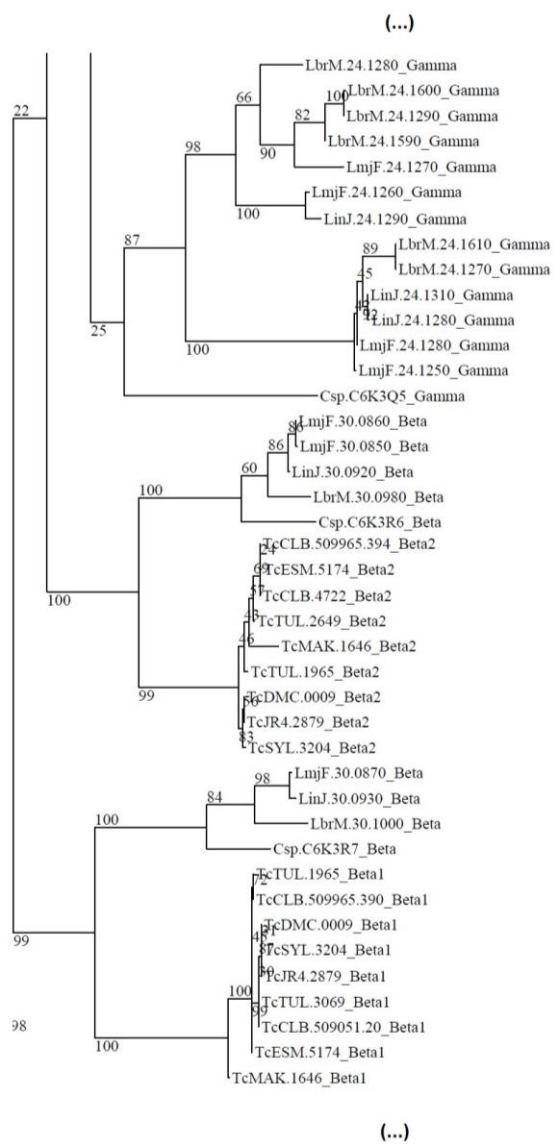 (...)
LbrM.24.1280_Gamma
66
100
LbrM.24.1600_Gamma
82
LbrM.24.1290_Gamma
22
LbrM.24.1590_Gamma
98
90
LmjF.24.1270_Gamma
LmjF.24.1260_Gamma
100
LinJ.24.1290_Gamma
87
89
LbrM.24.1610_Gamma
LbrM.24.1270_Gamma
45
LinJ.24.1310_Gamma
LinJ.24.1280_Gamma
25
100
LmjF.24.1280_Gamma
LmjF.24.1250_Gamma
Csp.C6K3Q5_Gamma
LmjF.30.0860_Beta
86
LmjF.30.0850_Beta
60
LinJ.30.0920_Beta
100
LbrM.30.0980_Beta
Csp.C6K3R6_Beta
TcCLB.509965.394_Beta2
24
TcESM.5174_Beta2
TcCLB.4722_Beta2
100
TcTUL.2649_Beta2
46
TcMAK.1646_Beta2
TcTUL.1965_Beta2
99
TcDMC.0009_Beta2
TcJR4.2879_Beta2
83
TcSYL.3204_Beta2
98
LmjF.30.0870_Beta
84
LinJ.30.0930_Beta
100
LbrM.30.1000_Beta
Csp.C6K3R7_Beta
TcTUL.1965_Beta1
72
TcCLB.509965.390_Beta1
TcDMC.0009_Beta1
99
TcSYL.3204_Beta1
TcJR4.2879_Beta1
100
TcTUL.3069_Beta1
99
98
TcCLB.509051.20_Beta1
100
TcESM.5174_Beta1
TcMAK.1646_Beta1
(...)